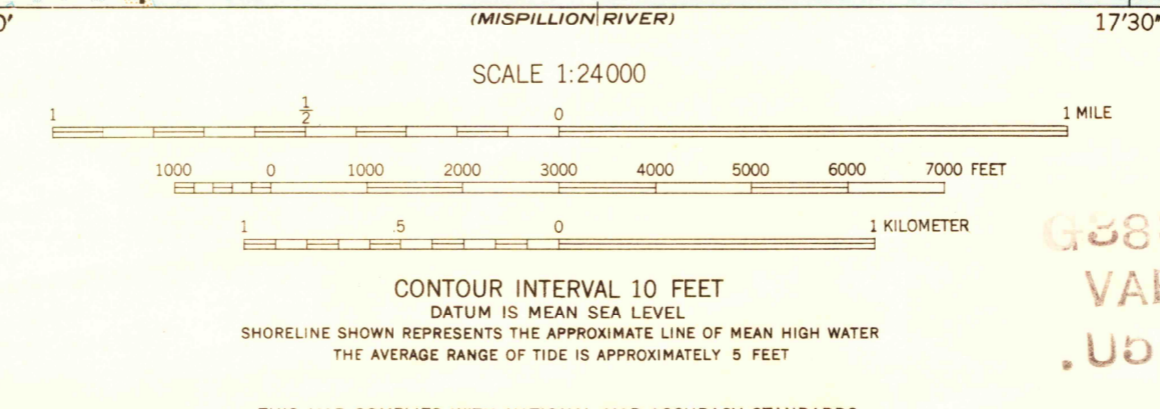 (MISPILLION RIVER)
17'30"
SCALE 1:24000
1 1/2 0 1 MILE
1000 0 1000 2000 3000 4000 5000 6000 7000 FEET
1 .5 0 1 KILOMETER
CONTOUR INTERVAL 10 FEET
DATUM IS MEAN SEA LEVEL
SHORELINE SHOWN REPRESENTS THE APPROXIMATE LINE OF MEAN HIGH WATER
THE AVERAGE RANGE OF TIDE IS APPROXIMATELY 5 FEET